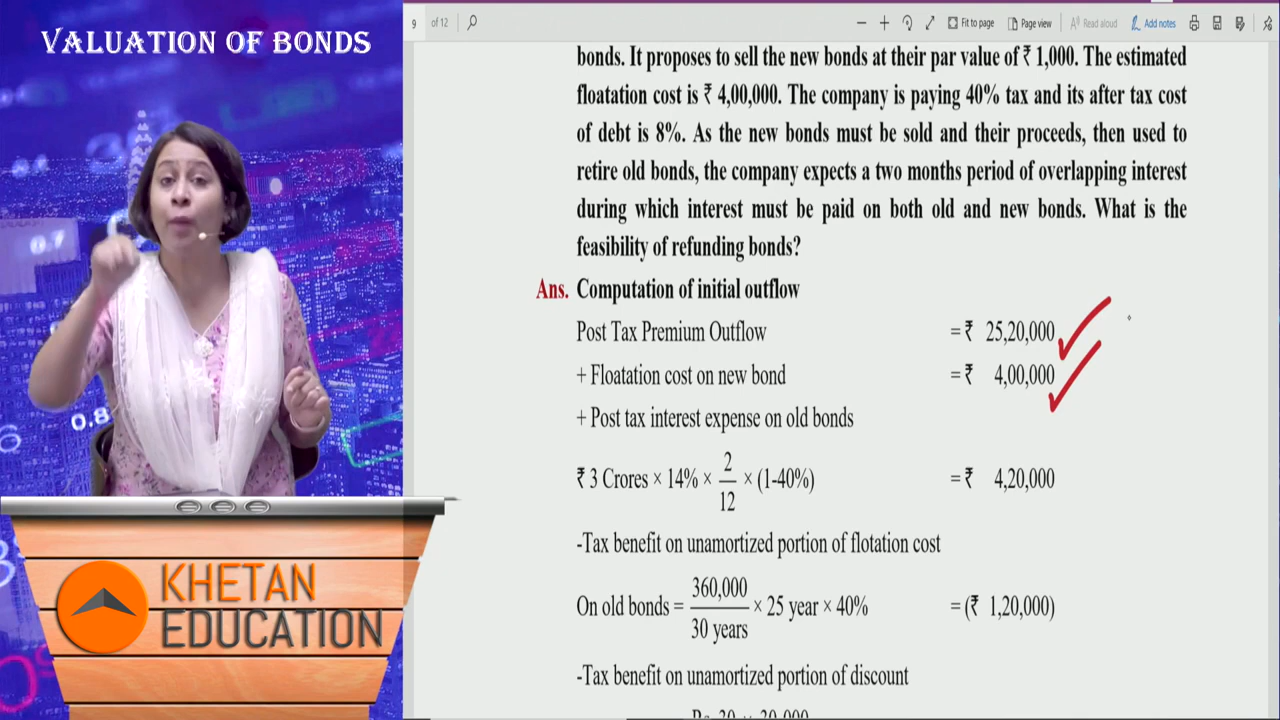 VALUATION OF BONDS
9 of 12
Fit to page
Page view
Read aloud
Add notes
bonds. It proposes to sell the new bonds at their par value of ₹ 1,000. The estimated
floatation cost is ₹ 4,00,000. The company is paying 40% tax and its after tax cost
of debt is 8%. As the new bonds must be sold and their proceeds, then used to
retire old bonds, the company expects a two months period of overlapping interest
during which interest must be paid on both old and new bonds. What is the
feasibility of refunding bonds?
Ans. Computation of initial outflow
Post Tax Premium Outflow = ₹ 25,20,000
+ Floatation cost on new bond = ₹ 4,00,000
+ Post tax interest expense on old bonds
₹ 3 Crores × 14% × 2/12 × (1-40%) = ₹ 4,20,000
-Tax benefit on unamortized portion of flotation cost
On old bonds = 360,000/30 years × 25 year × 40% = (₹ 1,20,000)
-Tax benefit on unamortized portion of discount
0.8
KHETAN
EDUCATION